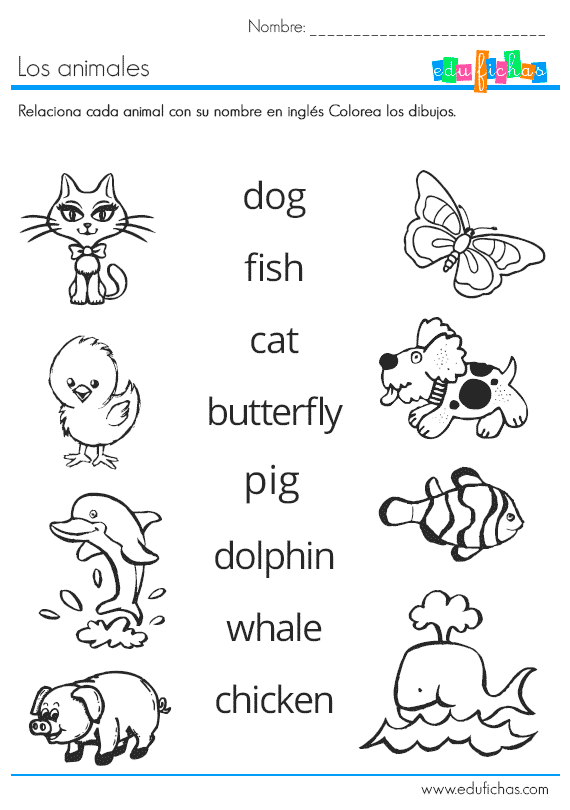 Nombre: ___________________________
Los animales
edufichas
Relaciona cada animal con su nombre en inglés Colorea los dibujos.
dog
fish
cat
butterfly
pig
dolphin
whale
chicken
www.edufichas.com